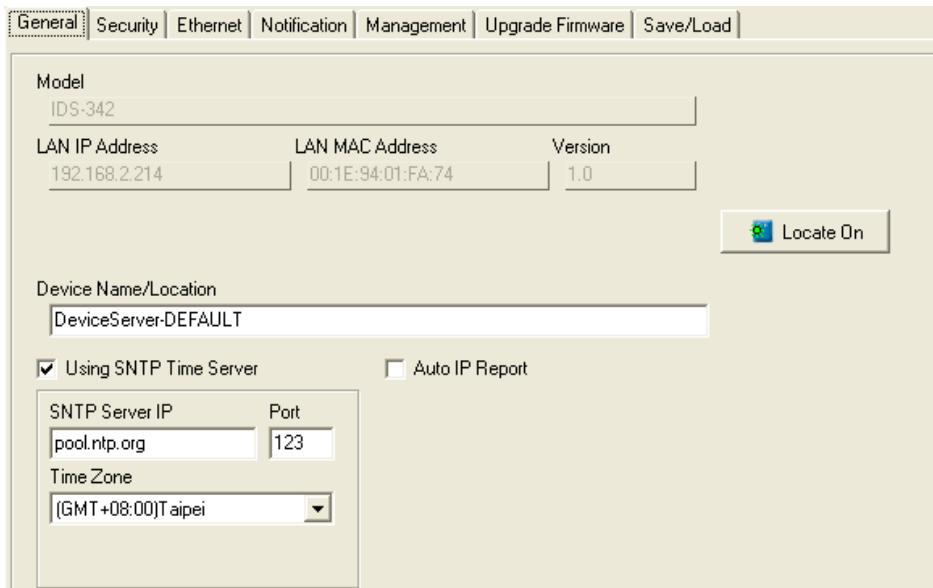 General Security Ethernet Notification Management Upgrade Firmware Save/Load
Model
IDS-342
LAN IP Address LAN MAC Address Version
192.168.2.214 00:1E:94:01:FA:74 1.0
Locate On
Device Name/Location
DeviceServer-DEFAULT
Using SNTP Time Server Auto IP Report
SNTP Server IP Port
pool.ntp.org 123
Time Zone
(GMT+08:00)Taipei